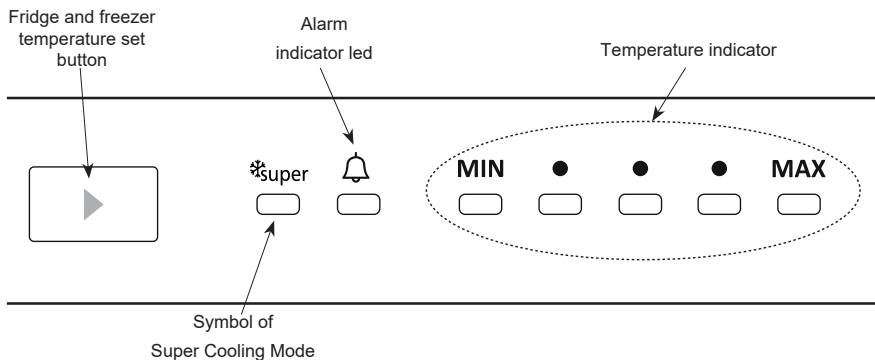 Fridge and freezer
temperature set
button
Alarm
indicator led
Temperature indicator
super
MIN
MAX
Symbol of
Super Cooling Mode